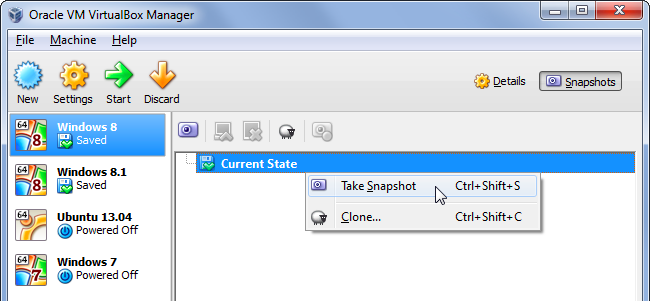 Oracle VM VirtualBox Manager
File Machine Help
New Settings Start Discard Details Snapshots
64 8 Windows 8
Saved
64 8 Windows 8.1
Saved
Ubuntu 13.04
Powered Off
64 7 Windows 7
Powered Off
Current State
Take Snapshot Ctrl+Shift+S
Clone... Ctrl+Shift+C